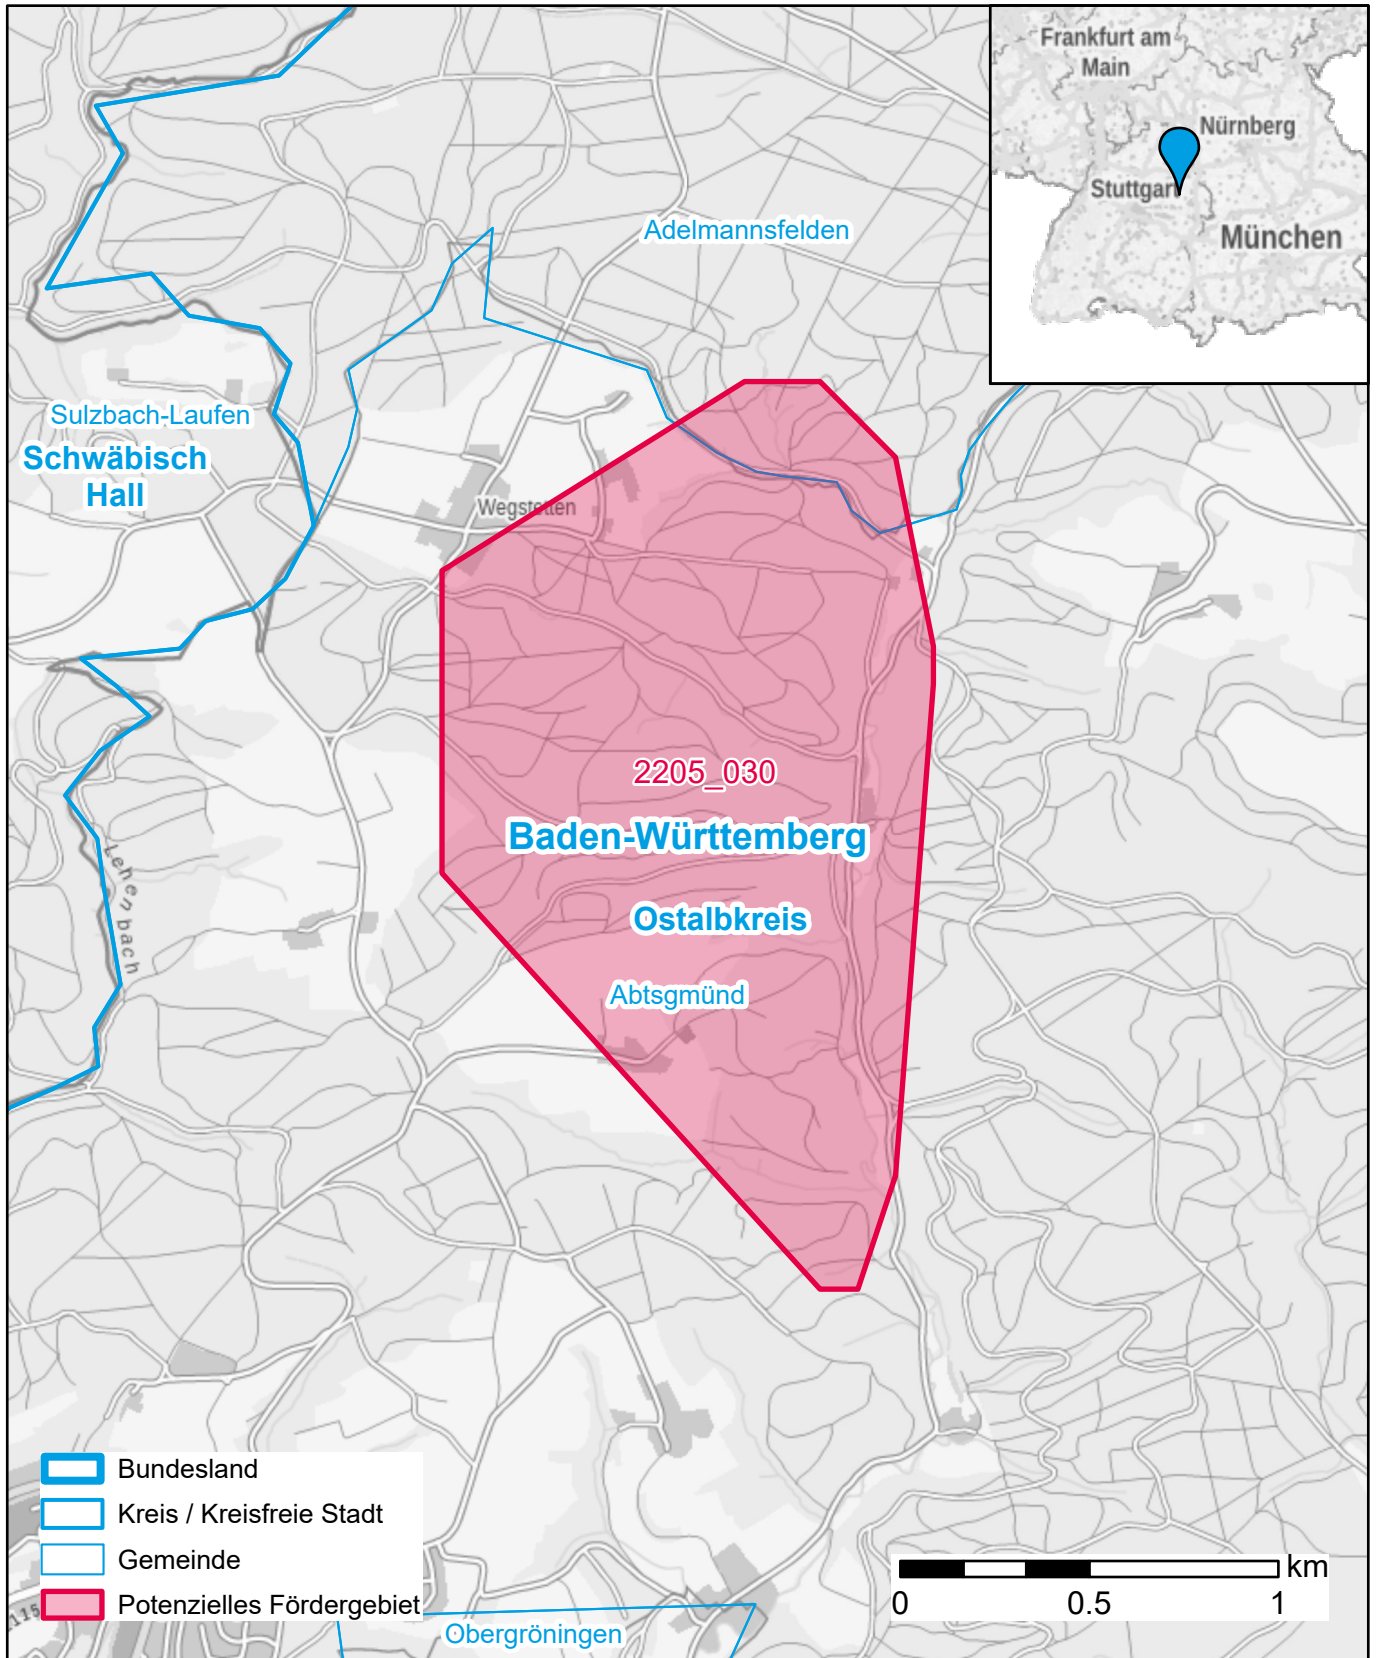 Frankfurt am
Main
Nürnberg
Stuttgart
München
Adelmannsfelden
Sulzbach-Laufen
Schwäbisch
Hall
Wegstetten
2205_030
Baden-Württemberg
Lehenbach
Ostalbkreis
Abtsgmünd
Bundesland
Kreis / Kreisfreie Stadt
Gemeinde
Potenzielles Fördergebiet
km
0 0.5 1
Obergröningen